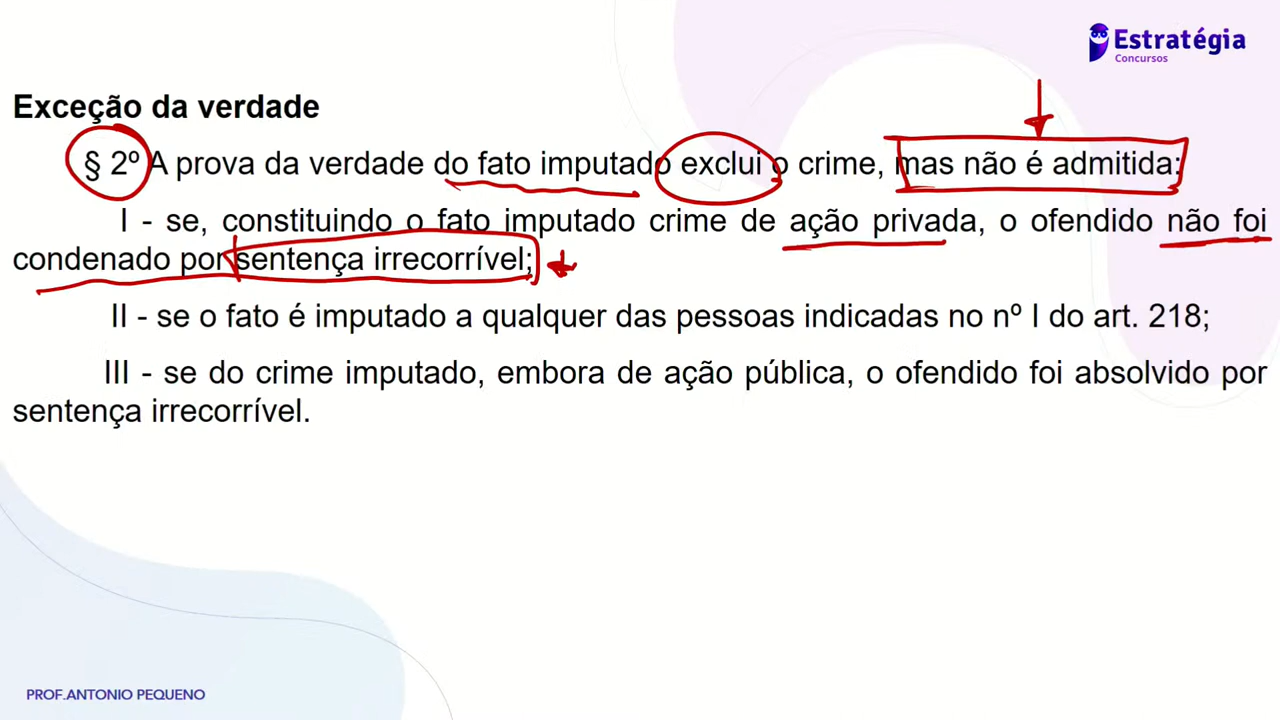 Estratégia
Concursos
Exceção da verdade
§ 2º A prova da verdade do fato imputado exclui o crime, mas não é admitida:
I - se, constituindo o fato imputado crime de ação privada, o ofendido não foi
condenado por sentença irrecorrível;
II - se o fato é imputado a qualquer das pessoas indicadas no nº I do art. 218;
III - se do crime imputado, embora de ação pública, o ofendido foi absolvido por
sentença irrecorrível.
PROF.ANTONIO PEQUENO